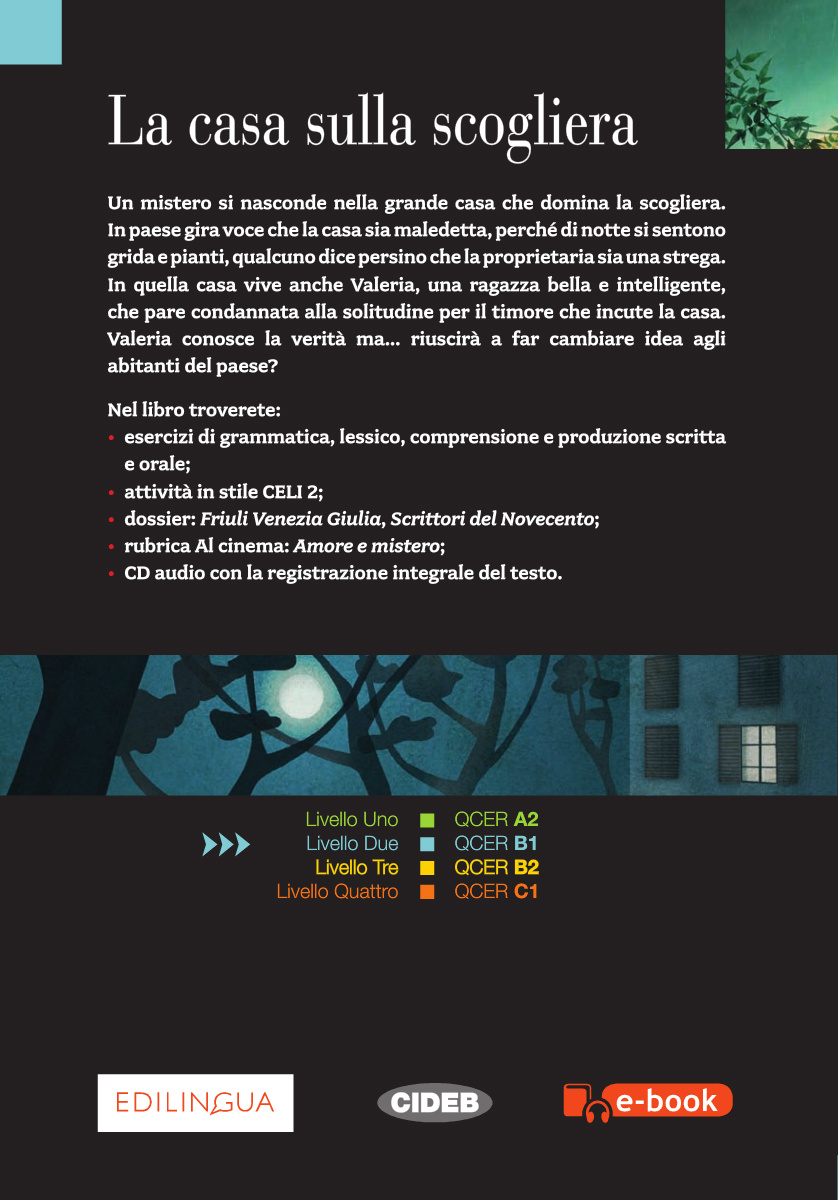 La casa sulla scogliera
Un mistero si nasconde nella grande casa che domina la scogliera.
In paese gira voce che la casa sia maledetta, perché di notte si sentono
grida e pianti, qualcuno dice persino che la proprietaria sia una strega.
In quella casa vive anche Valeria, una ragazza bella e intelligente,
che pare condannata alla solitudine per il timore che incute la casa.
Valeria conosce la verità ma... riuscirà a far cambiare idea agli
abitanti del paese?
Nel libro troverete:
• esercizi di grammatica, lessico, comprensione e produzione scritta
e orale;
• attività in stile CELI 2;
• dossier: Friuli Venezia Giulia, Scrittori del Novecento;
• rubrica Al cinema: Amore e mistero;
• CD audio con la registrazione integrale del testo.
Livello Uno QCER A2
Livello Due QCER B1
Livello Tre QCER B2
Livello Quattro QCER C1
EDILINGUA CIDEB e-book